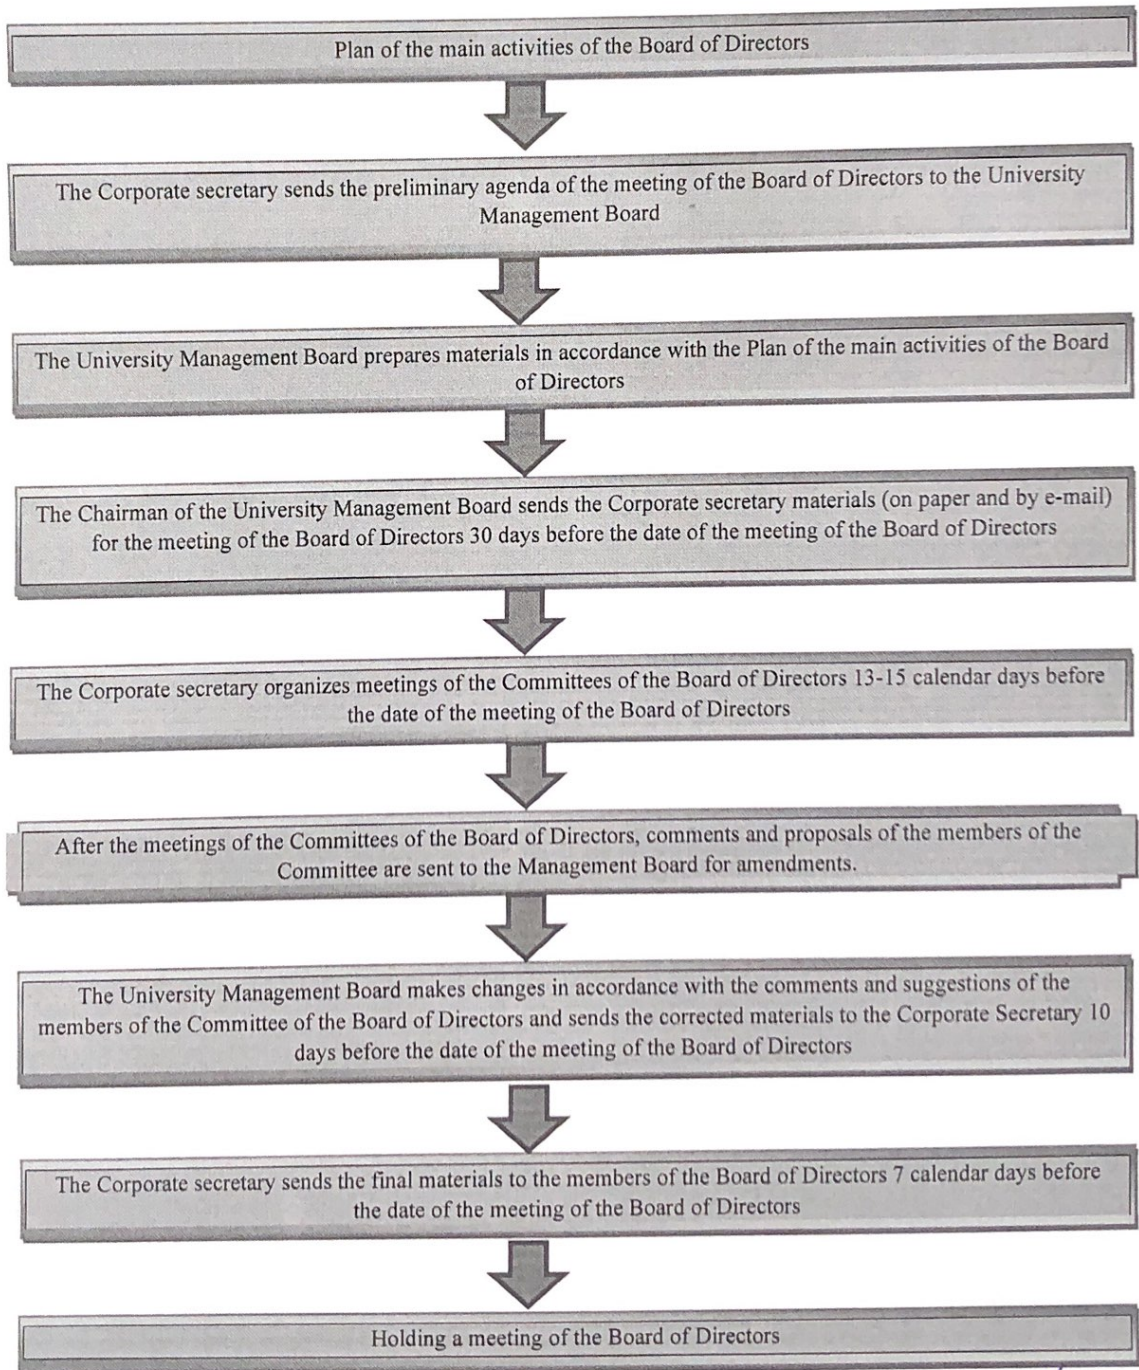 Plan of the main activities of the Board of Directors
The Corporate secretary sends the preliminary agenda of the meeting of the Board of Directors to the University
Management Board
The University Management Board prepares materials in accordance with the Plan of the main activities of the Board
of Directors
The Chairman of the University Management Board sends the Corporate secretary materials (on paper and by e-mail)
for the meeting of the Board of Directors 30 days before the date of the meeting of the Board of Directors
The Corporate secretary organizes meetings of the Committees of the Board of Directors 13-15 calendar days before
the date of the meeting of the Board of Directors
After the meetings of the Committees of the Board of Directors, comments and proposals of the members of the
Committee are sent to the Management Board for amendments.
The University Management Board makes changes in accordance with the comments and suggestions of the
members of the Committee of the Board of Directors and sends the corrected materials to the Corporate Secretary 10
days before the date of the meeting of the Board of Directors
The Corporate secretary sends the final materials to the members of the Board of Directors 7 calendar days before
the date of the meeting of the Board of Directors
Holding a meeting of the Board of Directors